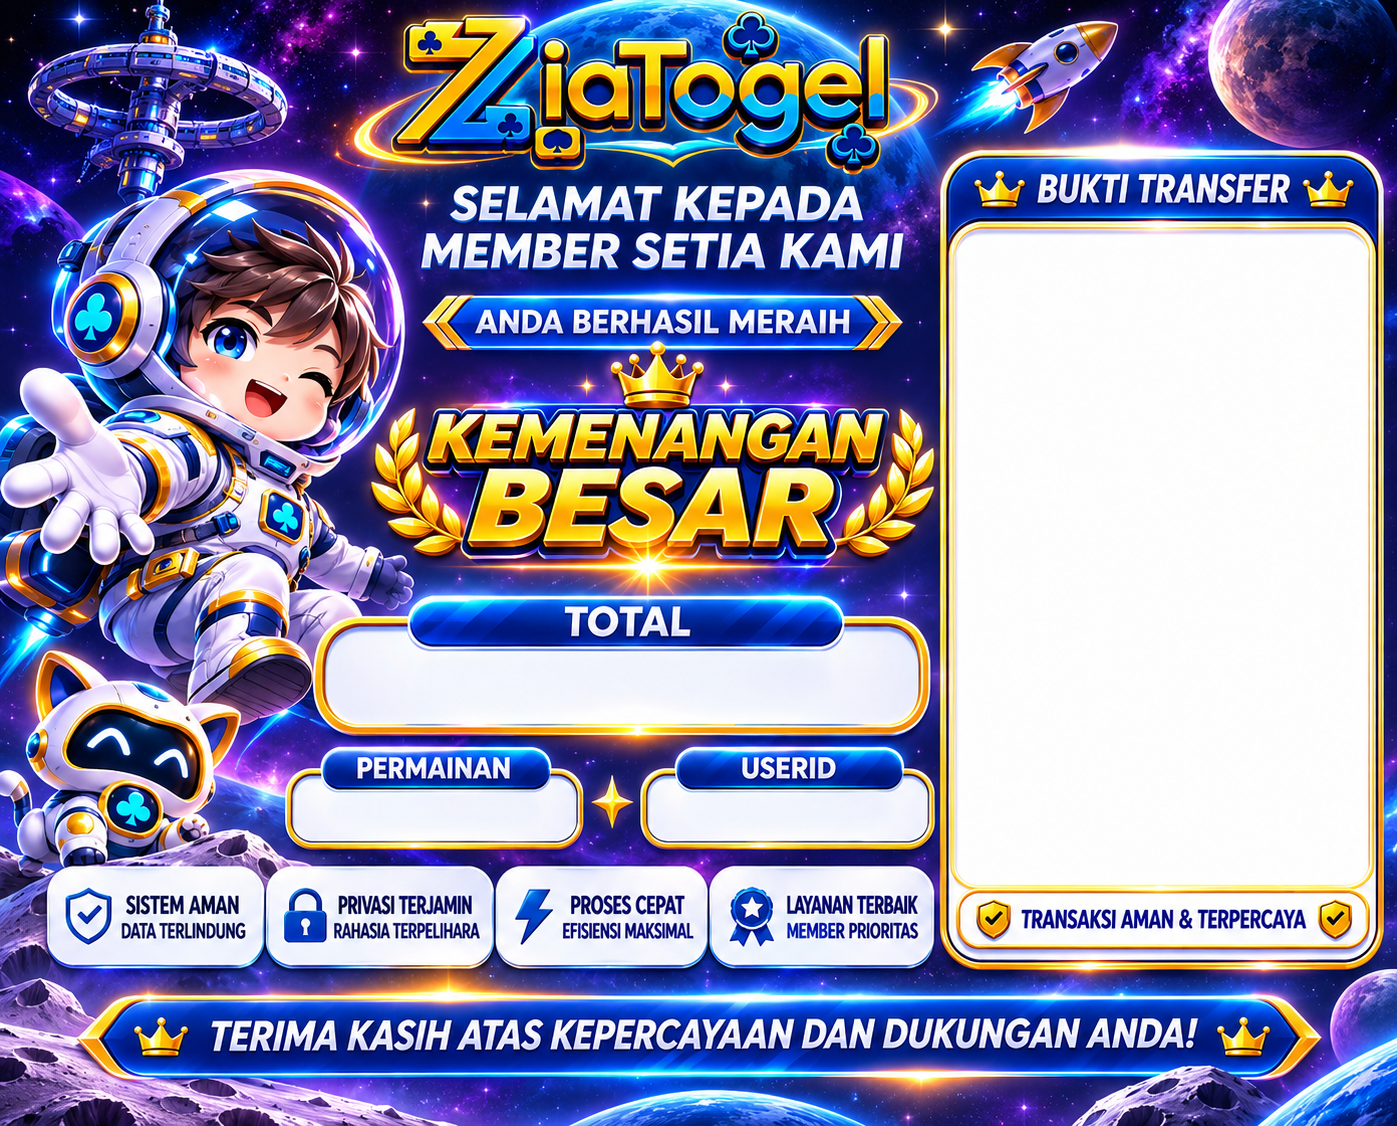 ZiaTogel
SELAMAT KEPADA
MEMBER SETIA KAMI
ANDA BERHASIL MERAIH
KEMENANGAN
BESAR
TOTAL
PERMAINAN
USERID
BUKTI TRANSFER
TRANSAKSI AMAN & TERPERCAYA
SISTEM AMAN
DATA TERLINDUNG
PRIVASI TERJAMIN
RAHASIA TERPELIHARA
PROSES CEPAT
EFISIENSI MAKSIMAL
LAYANAN TERBAIK
MEMBER PRIORITAS
TERIMA KASIH ATAS KEPERCAYAAN DAN DUKUNGAN ANDA!